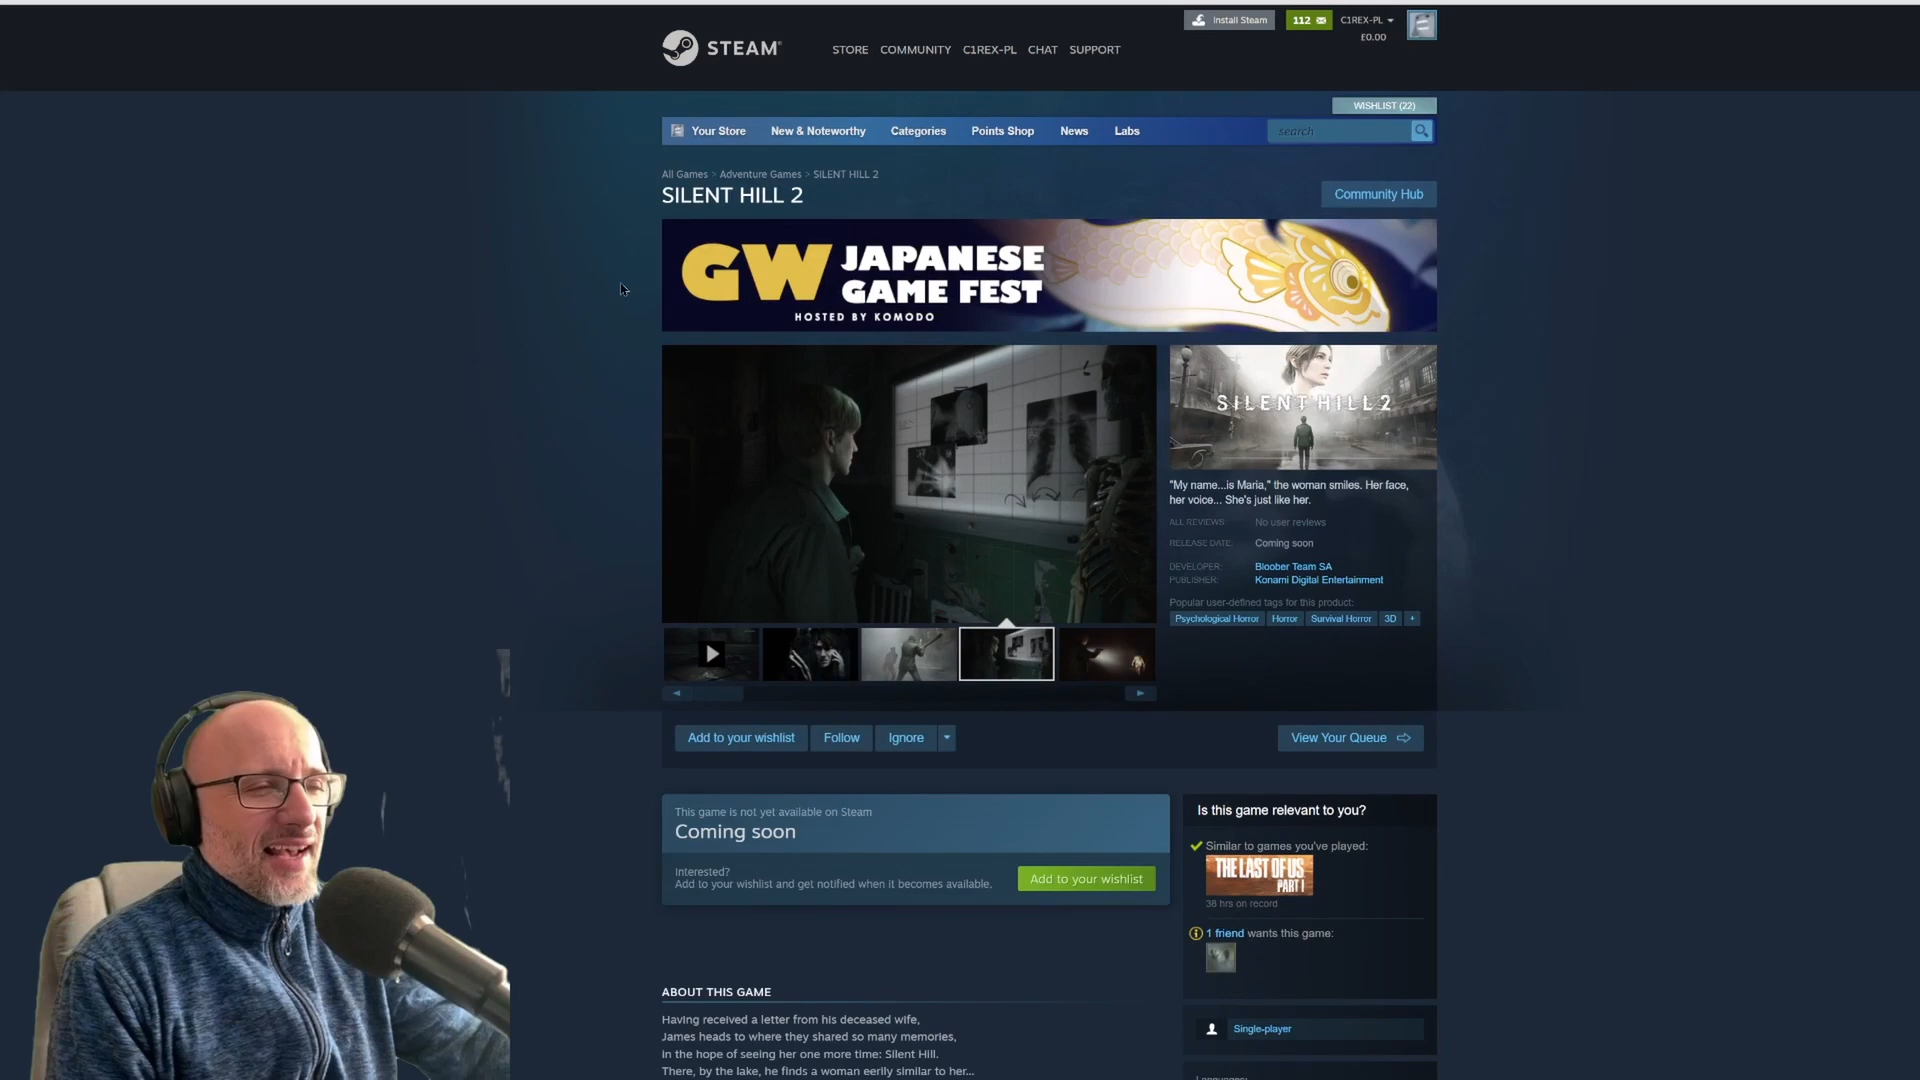 Install Steam
112
C1REX-PL
£0.00
STEAM
STORE
COMMUNITY
C1REX-PL
CHAT
SUPPORT
WISHLIST (22)
Your Store
New & Noteworthy
Categories
Points Shop
News
Labs
search
All Games > Adventure Games > SILENT HILL 2
SILENT HILL 2
Community Hub
GW JAPANESE
GAME FEST
HOSTED BY KOMODO
SILENT HILL 2
"My name...is Maria," the woman smiles. Her face,
her voice... She's just like her.
ALL REVIEWS: No user reviews
RELEASE DATE: Coming soon
DEVELOPER: Bloober Team SA
PUBLISHER: Konami Digital Entertainment
Popular user-defined tags for this product:
Psychological Horror
Horror
Survival Horror
3D
+
Add to your wishlist
Follow
Ignore
View Your Queue
This game is not yet available on Steam
Coming soon
Interested?
Add to your wishlist and get notified when it becomes available.
Add to your wishlist
Is this game relevant to you?
Similar to games you've played:
THE LAST OF US
PART I
38 hrs on record
1 friend wants this game:
ABOUT THIS GAME
Having received a letter from his deceased wife,
James heads to where they shared so many memories,
in the hope of seeing her one more time: Silent Hill.
There, by the lake, he finds a woman eerily similar to her...
Single-player